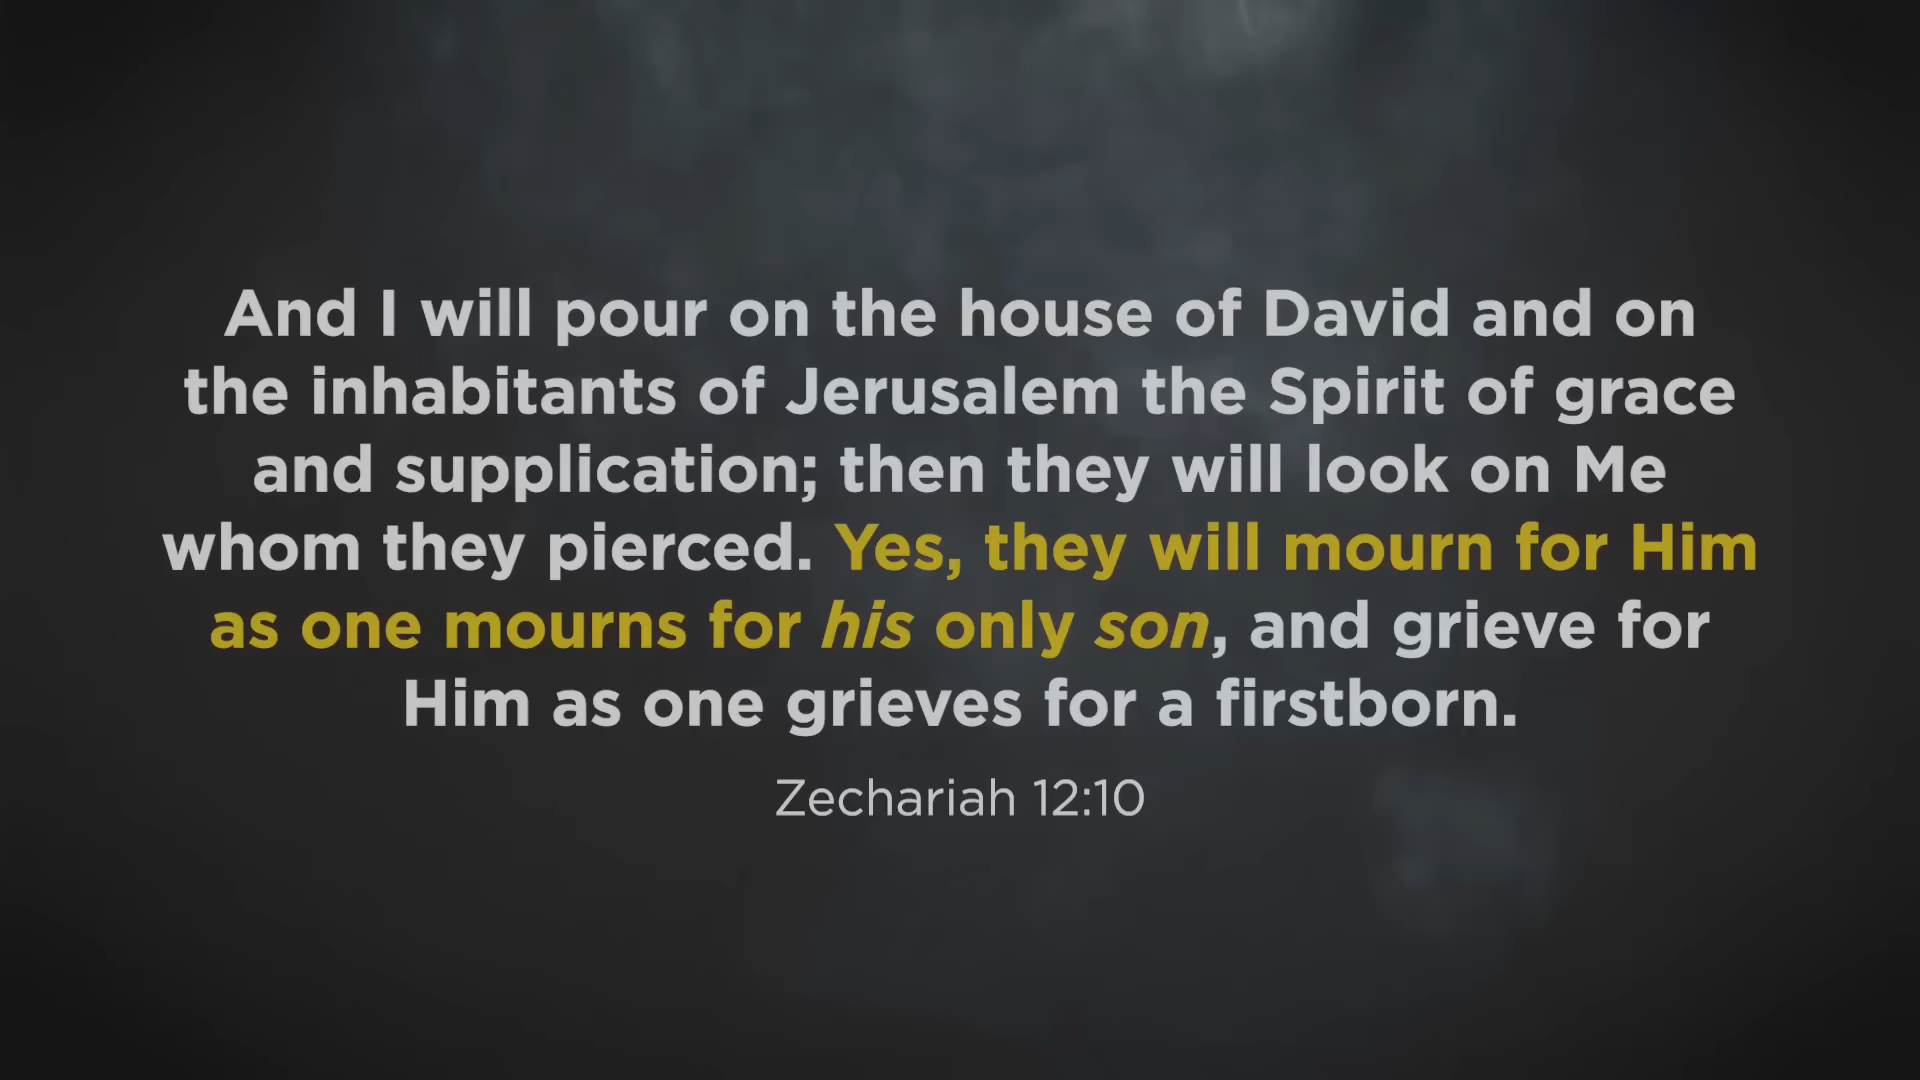 And I will pour on the house of David and on
the inhabitants of Jerusalem the Spirit of grace
and supplication; then they will look on Me
whom they pierced. Yes, they will mourn for Him
as one mourns for his only son, and grieve for
Him as one grieves for a firstborn.
Zechariah 12:10